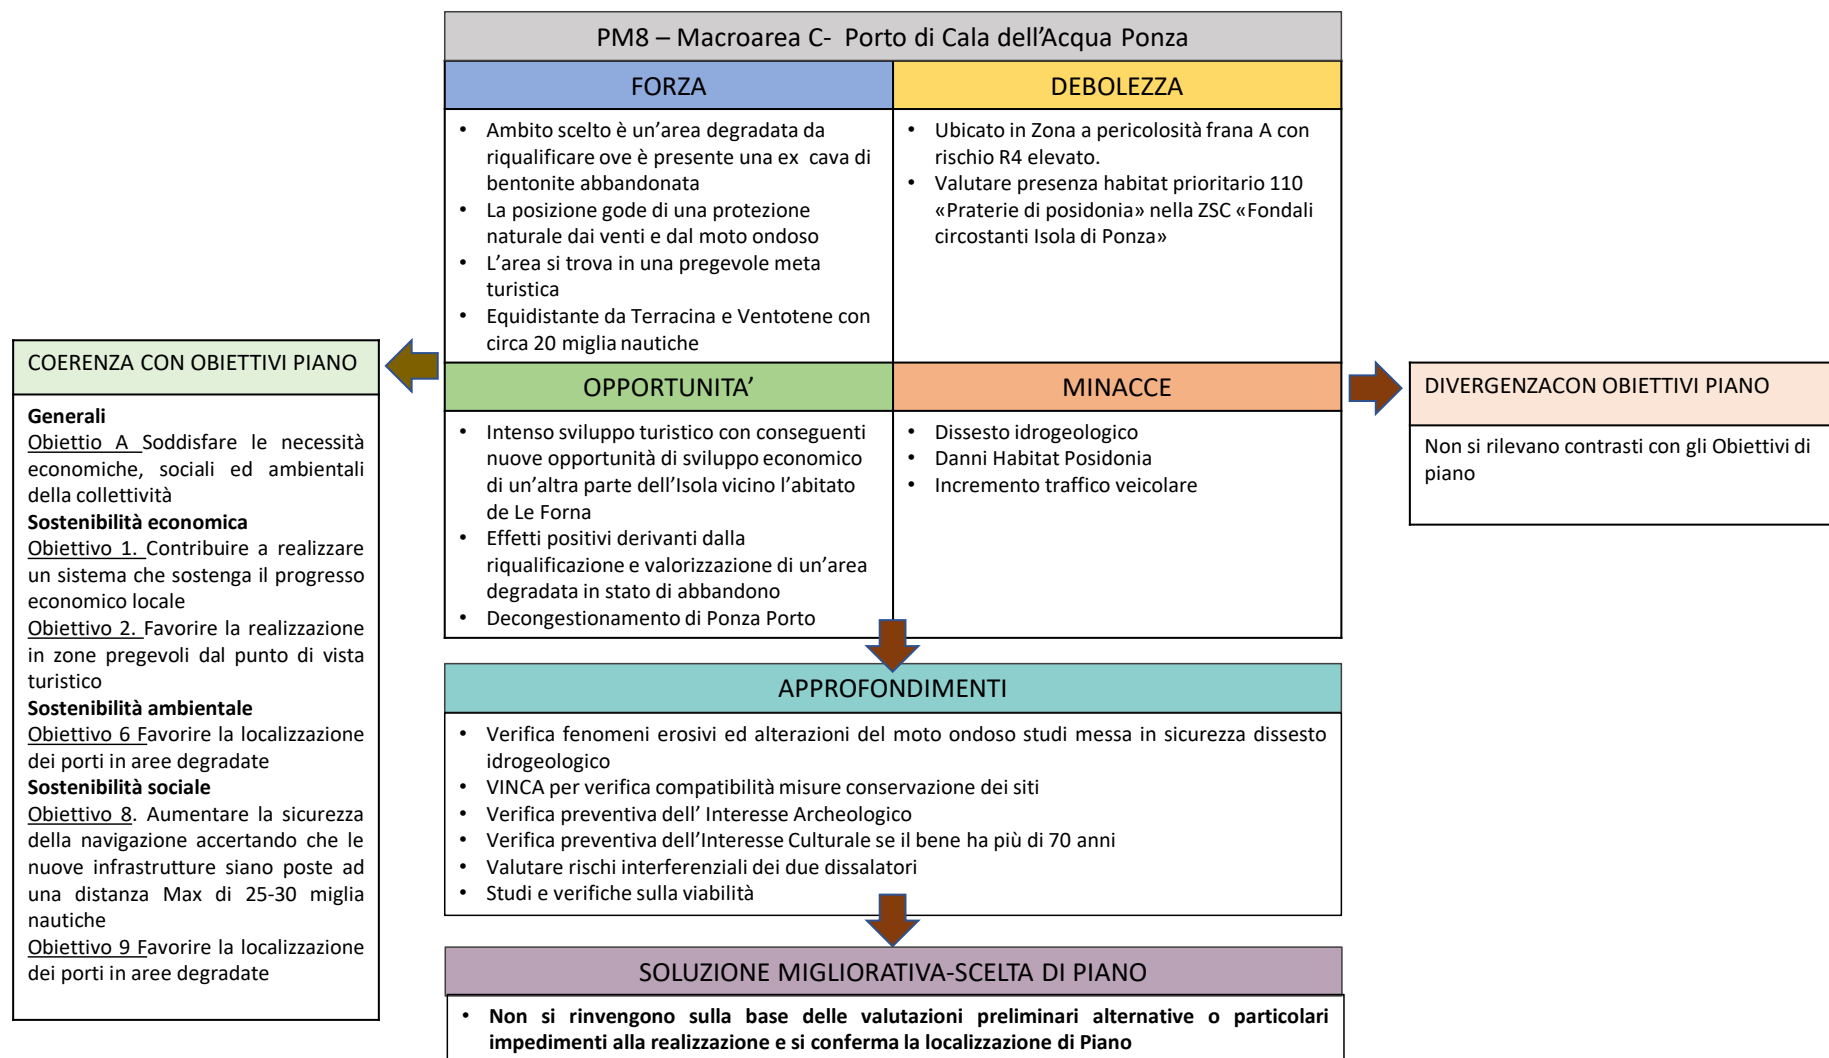 PM8 – Macroarea C-  Porto di Cala dell'Acqua Ponza
FORZA
• Ambito scelto è un'area degradata da
riqualificare ove è presente una ex  cava di
bentonite abbandonata
• La posizione gode di una protezione
naturale dai venti e dal moto ondoso
• L'area si trova in una pregevole meta
turistica
• Equidistante da Terracina e Ventotene con
circa 20 miglia nautiche
DEBOLEZZA
• Ubicato in Zona a pericolosità frana A con
rischio R4 elevato.
• Valutare presenza habitat prioritario 110
«Praterie di posidonia» nella ZSC «Fondali
circostanti Isola di Ponza»
OPPORTUNITA'
• Intenso sviluppo turistico con conseguenti
nuove opportunità di sviluppo economico
di un'altra parte dell'Isola vicino l'abitato
de Le Forna
• Effetti positivi derivanti dalla
riqualificazione e valorizzazione di un'area
degradata in stato di abbandono
• Decongestionamento di Ponza Porto
MINACCE
• Dissesto idrogeologico
• Danni Habitat Posidonia
• Incremento traffico veicolare
COERENZA CON OBIETTIVI PIANO
Generali
Obiettio A Soddisfare le necessità
economiche, sociali ed ambientali
della collettività
Sostenibilità economica
Obiettivo 1. Contribuire a realizzare
un sistema che sostenga il progresso
economico locale
Obiettivo 2. Favorire la realizzazione
in zone pregevoli dal punto di vista
turistico
Sostenibilità ambientale
Obiettivo 6 Favorire la localizzazione
dei porti in aree degradate
Sostenibilità sociale
Obiettivo 8. Aumentare la sicurezza
della navigazione accertando che le
nuove infrastrutture siano poste ad
una distanza Max di 25-30 miglia
nautiche
Obiettivo 9 Favorire la localizzazione
dei porti in aree degradate
DIVERGENZACON OBIETTIVI PIANO
Non si rilevano contrasti con gli Obiettivi di
piano
APPROFONDIMENTI
• Verifica fenomeni erosivi ed alterazioni del moto ondoso studi messa in sicurezza dissesto
idrogeologico
• VINCA per verifica compatibilità misure conservazione dei siti
• Verifica preventiva dell' Interesse Archeologico
• Verifica preventiva dell'Interesse Culturale se il bene ha più di 70 anni
• Valutare rischi interferenziali dei due dissalatori
• Studi e verifiche sulla viabilità
SOLUZIONE MIGLIORATIVA-SCELTA DI PIANO
• Non si rinvengono sulla base delle valutazioni preliminari alternative o particolari
impedimenti alla realizzazione e si conferma la localizzazione di Piano